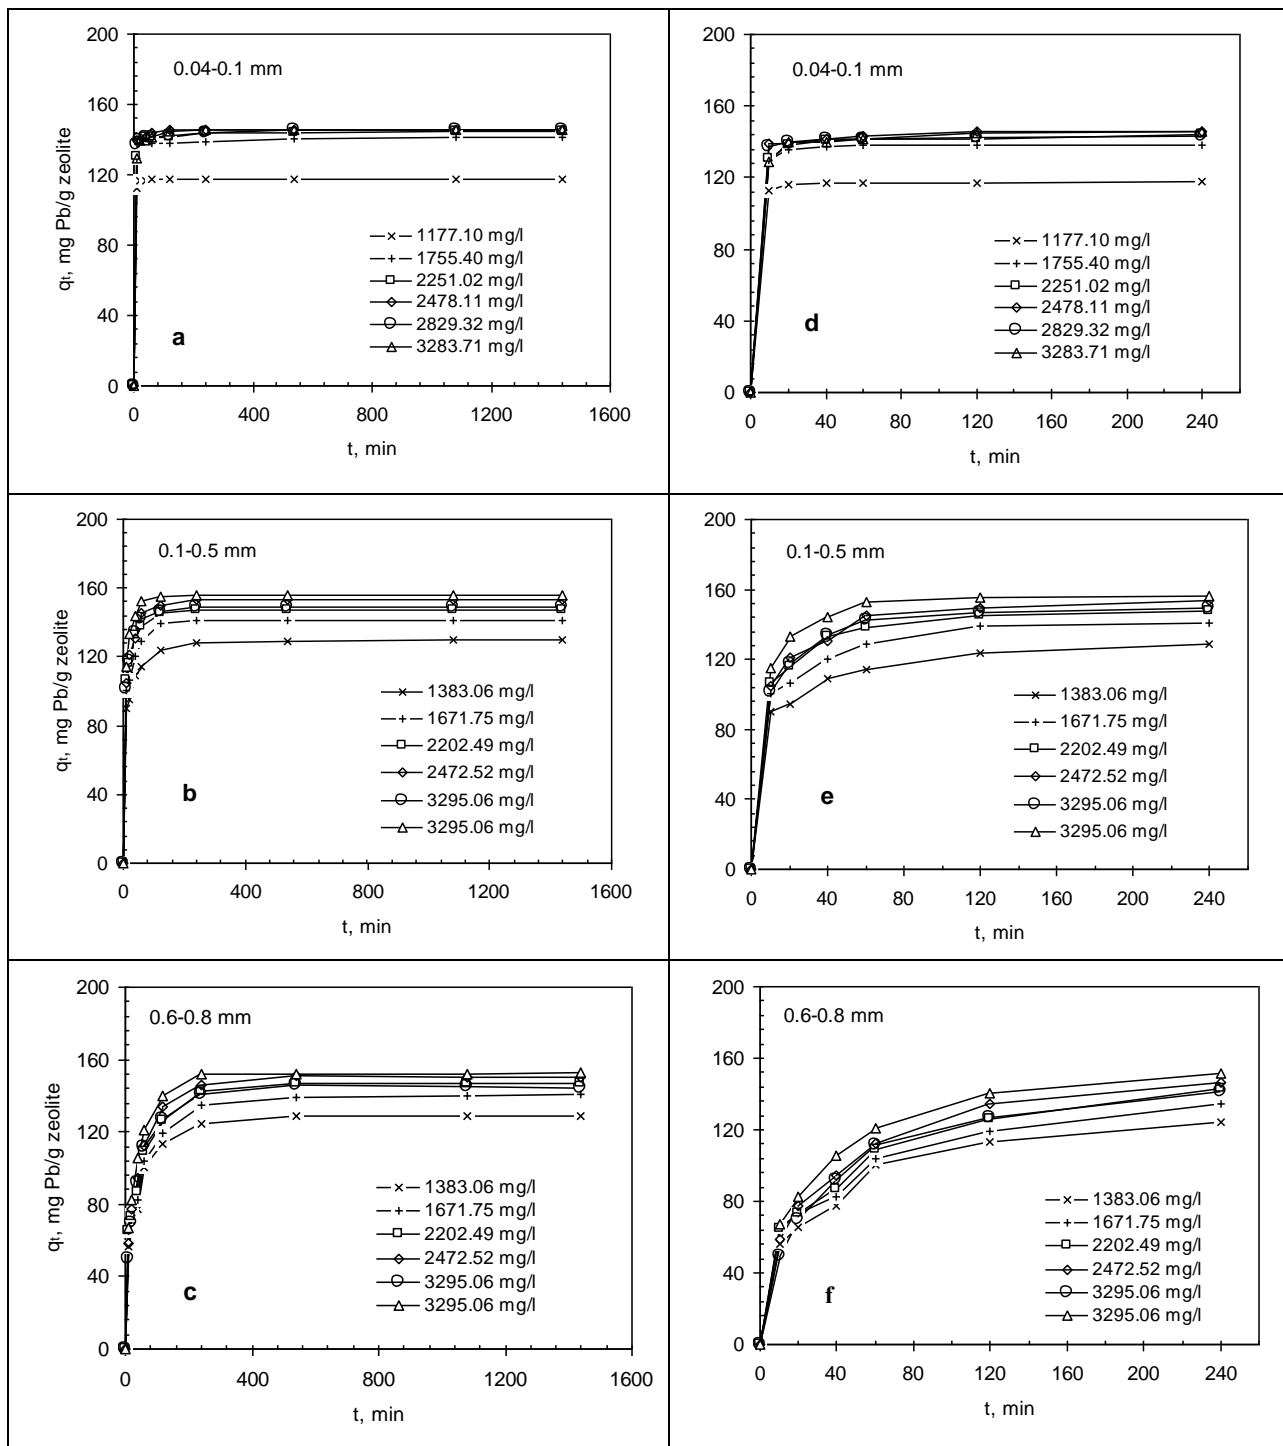 200
160
120
80
40
0
qt, mg Pb/g zeolite
0.04-0.1 mm
1177.10 mg/l
1755.40 mg/l
2251.02 mg/l
2478.11 mg/l
2829.32 mg/l
3283.71 mg/l
a
0 400 800 1200 1600
t, min
200
160
120
80
40
0
0.04-0.1 mm
1177.10 mg/l
1755.40 mg/l
2251.02 mg/l
2478.11 mg/l
2829.32 mg/l
3283.71 mg/l
d
0 40 80 120 160 200 240
t, min
200
160
120
80
40
0
qt, mg Pb/g zeolite
0.1-0.5 mm
1383.06 mg/l
1671.75 mg/l
2202.49 mg/l
2472.52 mg/l
3295.06 mg/l
3295.06 mg/l
b
0 400 800 1200 1600
t, min
200
160
120
80
40
0
0.1-0.5 mm
1383.06 mg/l
1671.75 mg/l
2202.49 mg/l
2472.52 mg/l
3295.06 mg/l
3295.06 mg/l
e
0 40 80 120 160 200 240
t, min
200
160
120
80
40
0
qt, mg Pb/g zeolite
0.6-0.8 mm
1383.06 mg/l
1671.75 mg/l
2202.49 mg/l
2472.52 mg/l
3295.06 mg/l
3295.06 mg/l
c
0 400 800 1200 1600
t, min
200
160
120
80
40
0
0.6-0.8 mm
1383.06 mg/l
1671.75 mg/l
2202.49 mg/l
2472.52 mg/l
3295.06 mg/l
3295.06 mg/l
f
0 40 80 120 160 200 240
t, min